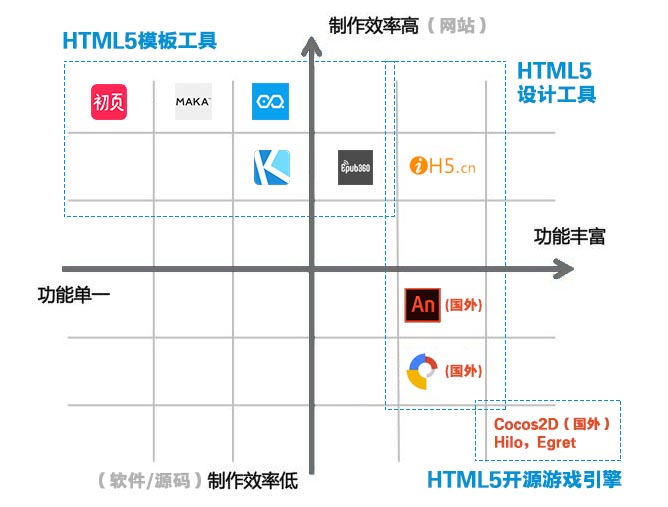 制作效率高（网站）
HTML5模板工具
HTML5
设计工具
初页
MAKA
Epub360
iH5.cn
功能丰富
功能单一
An（国外）
（国外）
Cocos2D（国外）
Hilo，Egret
（软件/源码）制作效率低
HTML5开源游戏引擎